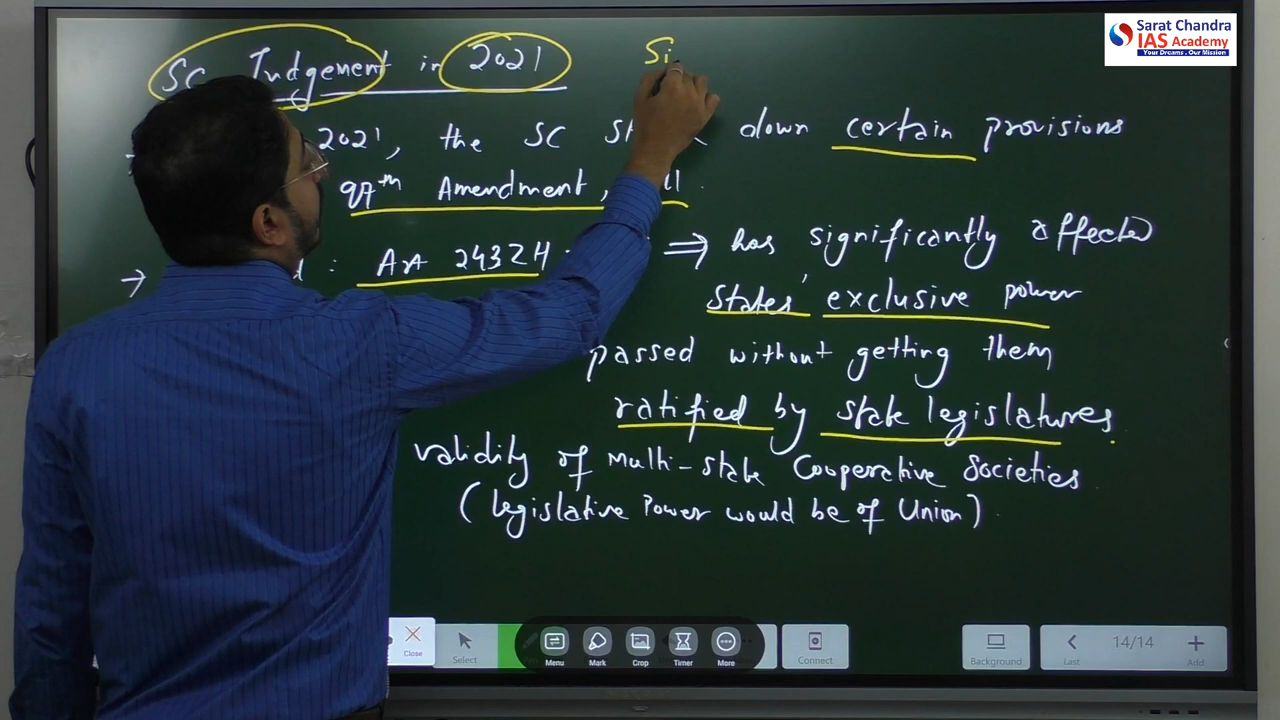 Sarat Chandra
IAS Academy
Your Dreams . Our Mission
SC Judgement in 2021
Si
2021, the SC down certain provisions
97th Amendment,
→ : Art 243ZH ⇒ has significantly affected
states' exclusive power
passed without getting them
ratified by state legislatures.
validity of Multi-state Cooperative Societies
(legislative Power would be of Union)
Close
Select
Menu
Mark
Crop
Timer
More
Connect
Background
Last
14/14
Add